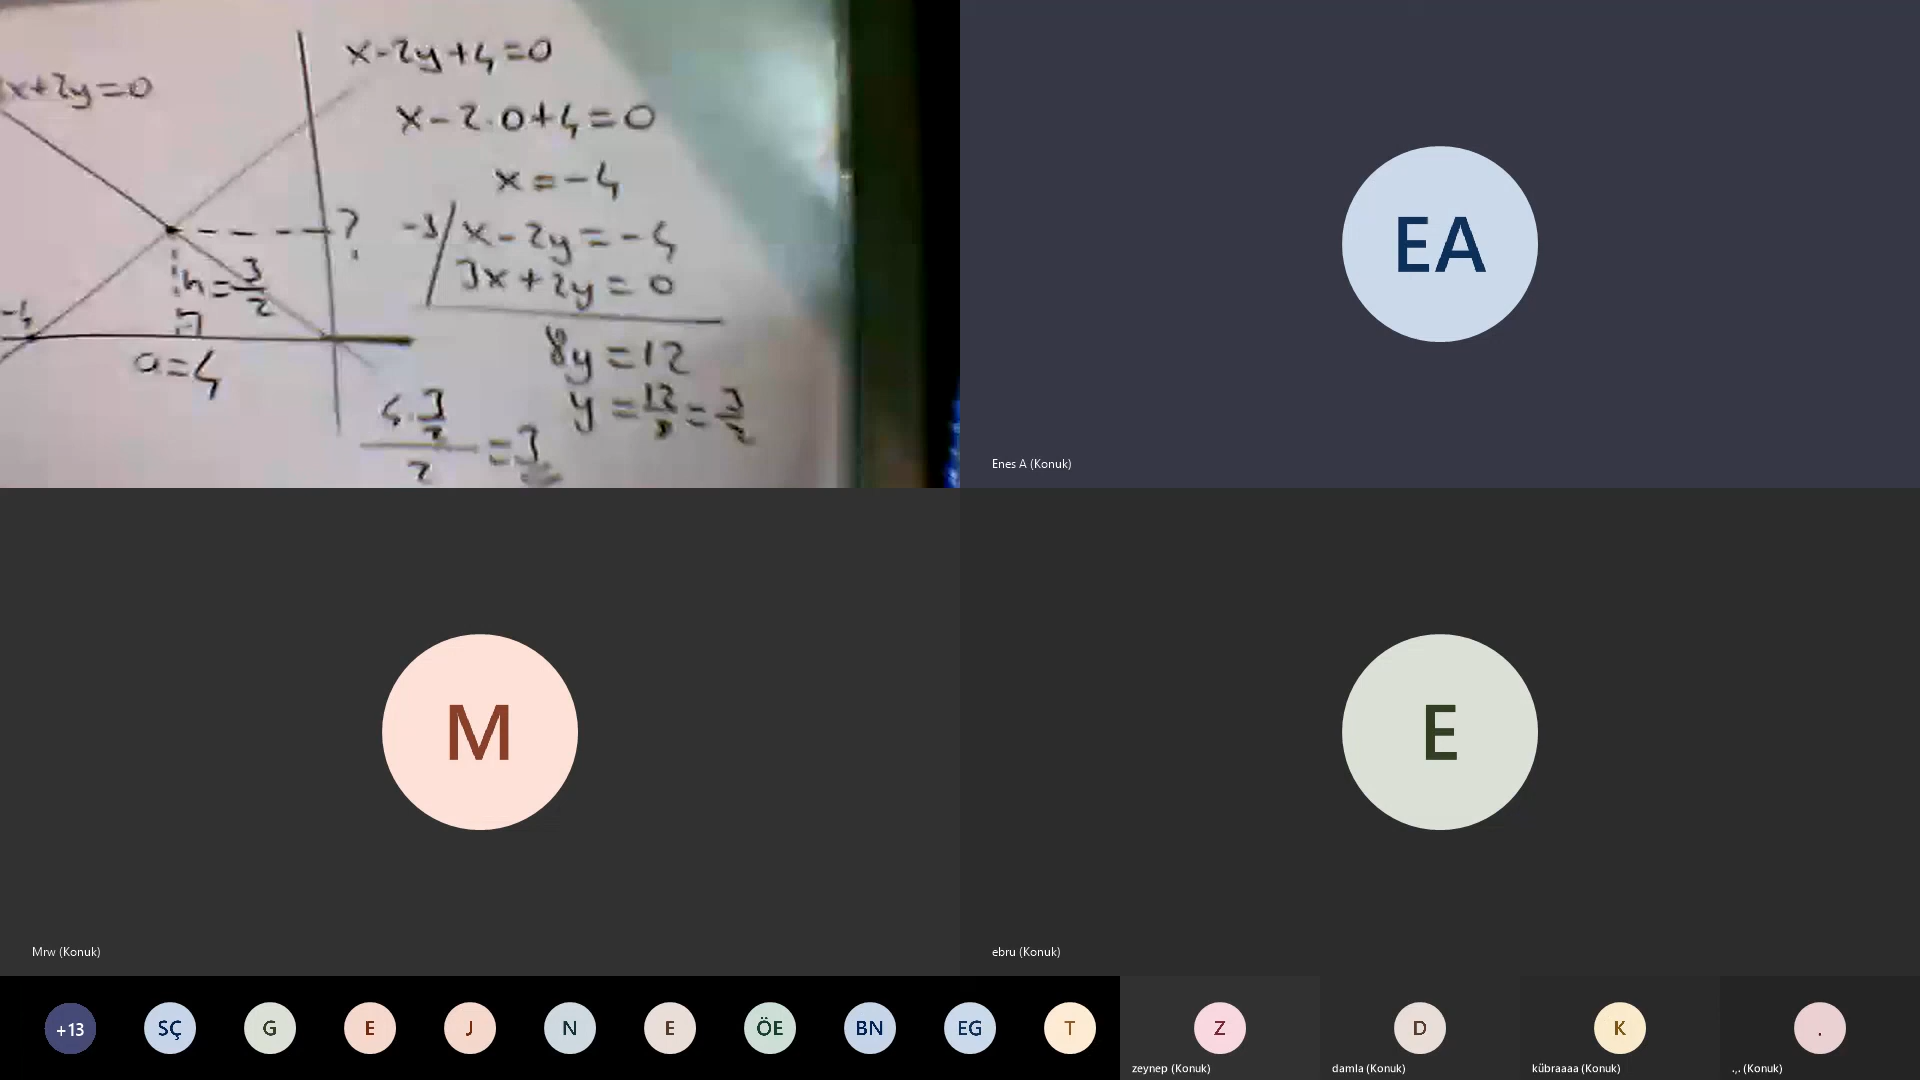 x+2y=0
x-2y+4=0
x-2·0+4=0
x=-4
-3/x-2y=-4
3x+2y=0
8y=12
y=12/8=3/2
?
h=3/2
-4
a=4
4·3/2
2
=3
EA
Enes A (Konuk)
M
Mrw (Konuk)
E
ebru (Konuk)
+13
SÇ
G
E
J
N
E
ÖE
BN
EG
T
Z
zeynep (Konuk)
D
damla (Konuk)
K
kübraaaa (Konuk)
.
.,. (Konuk)